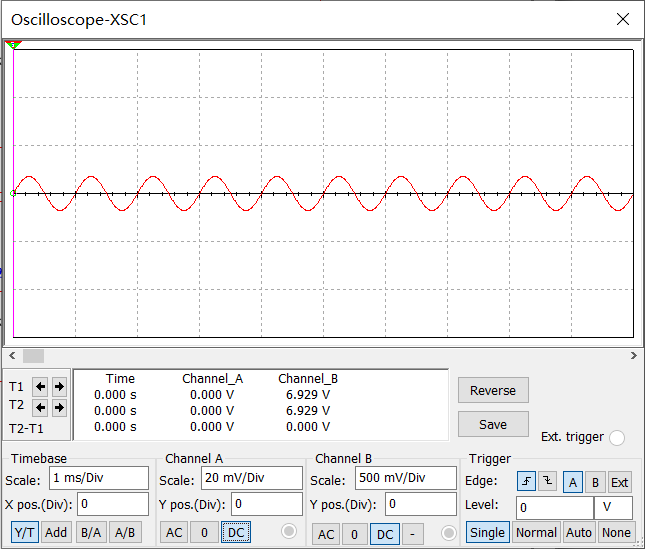 Oscilloscope-XSC1
Time Channel_A Channel_B
T1 0.000 s 0.000 V 6.929 V
T2 0.000 s 0.000 V 6.929 V
T2-T1 0.000 s 0.000 V 0.000 V
Reverse
Save
Ext. trigger
Timebase
Scale: 1 ms/Div
X pos.(Div): 0
Y/T Add B/A A/B
Channel A
Scale: 20 mV/Div
Y pos.(Div): 0
AC 0 DC
Channel B
Scale: 500 mV/Div
Y pos.(Div): 0
AC 0 DC -
Trigger
Edge: A B Ext
Level: 0 V
Single Normal Auto None